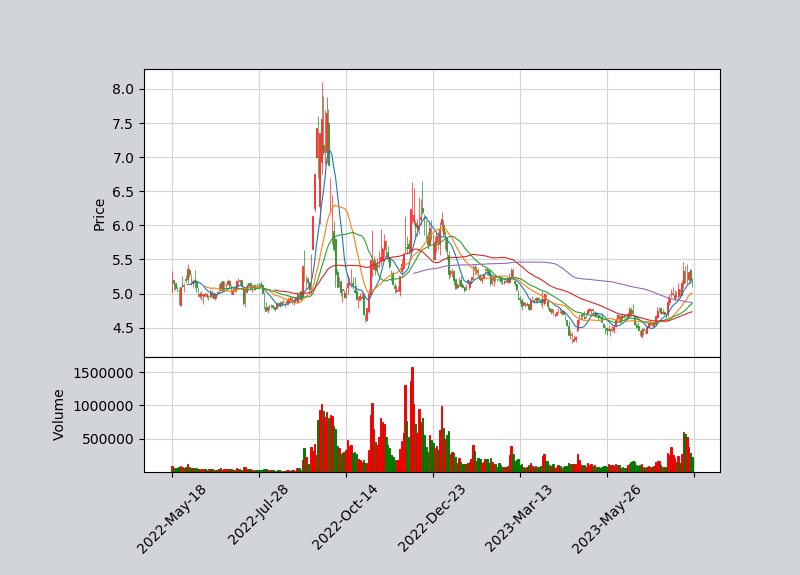 Price
8.0
7.5
7.0
6.5
6.0
5.5
5.0
4.5
Volume
1500000
1000000
500000
2022-May-18
2022-Jul-28
2022-Oct-14
2022-Dec-23
2023-Mar-13
2023-May-26